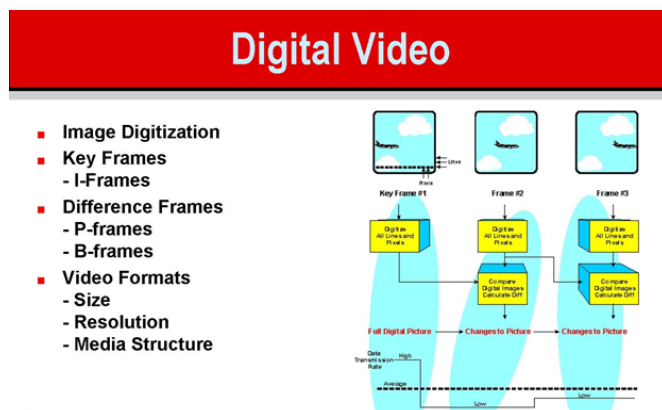 Digital Video
Image Digitization
Key Frames
- I-Frames
Difference Frames
- P-frames
- B-frames
Video Formats
- Size
- Resolution
- Media Structure
Lines
Pixels
Key Frame #1
Frame #2
Frame #3
Digitize
All Lines and
Pixels
Digitize
All Lines and
Pixels
Digitize
All Lines and
Pixels
Compare
Digital Images
Calculate Diff
Compare
Digital Images
Calculate Diff
Full Digital Picture
Changes to Picture
Changes to Picture
Data
Transmission
Rate
High
Average
Low
Low